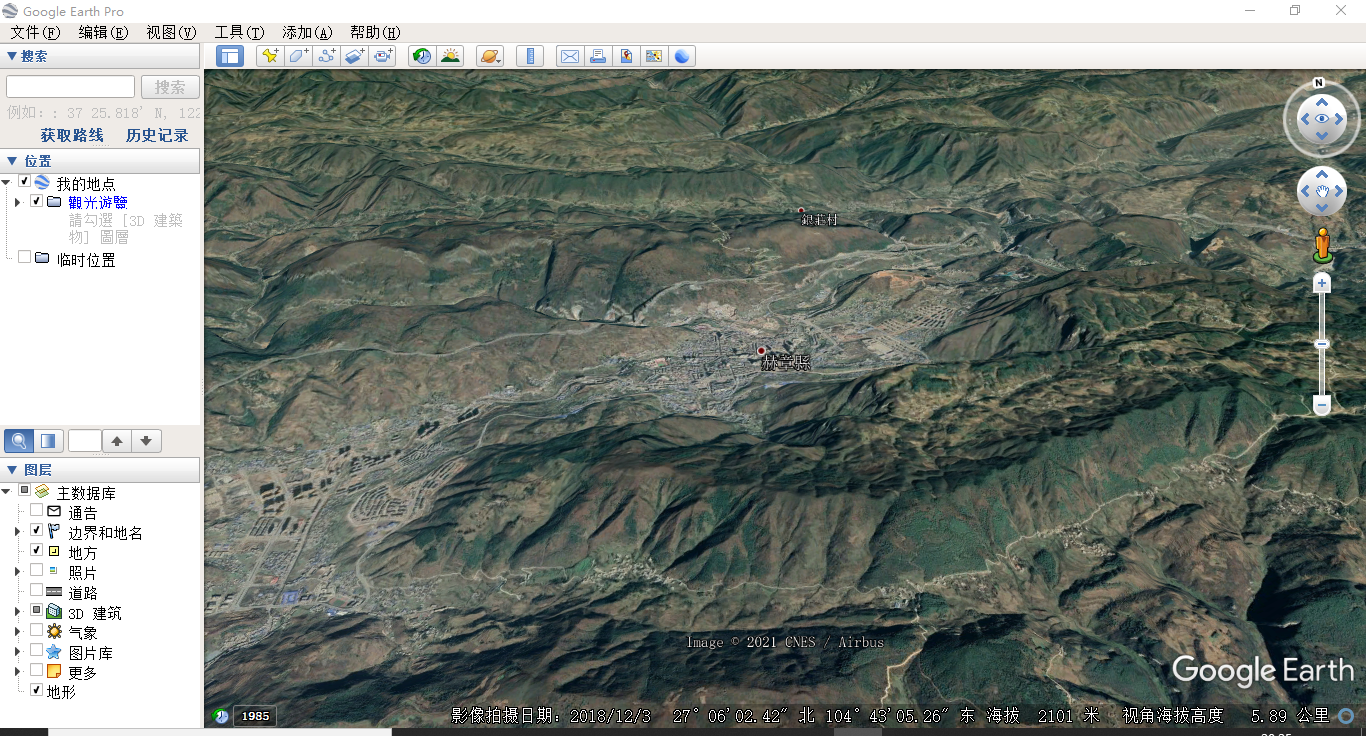 Google Earth Pro
文件(F) 编辑(E) 视图(V) 工具(T) 添加(A) 帮助(H)
搜索
搜索
例如: : 37 25.818' N, 122
获取路线 历史记录
位置
我的地点
觀光遊覽
請勾選 [3D 建築
物] 圖層
临时位置
图层
主数据库
通告
边界和地名
地方
照片
道路
3D 建筑
气象
图片库
更多
地形
N
銀莊村
赫章縣
Image © 2021 CNES / Airbus
Google Earth
1985
影像拍摄日期: 2018/12/3 27° 06'02.42" 北 104° 43'05.26" 东 海拔 2101 米 视角海拔高度 5.89 公里